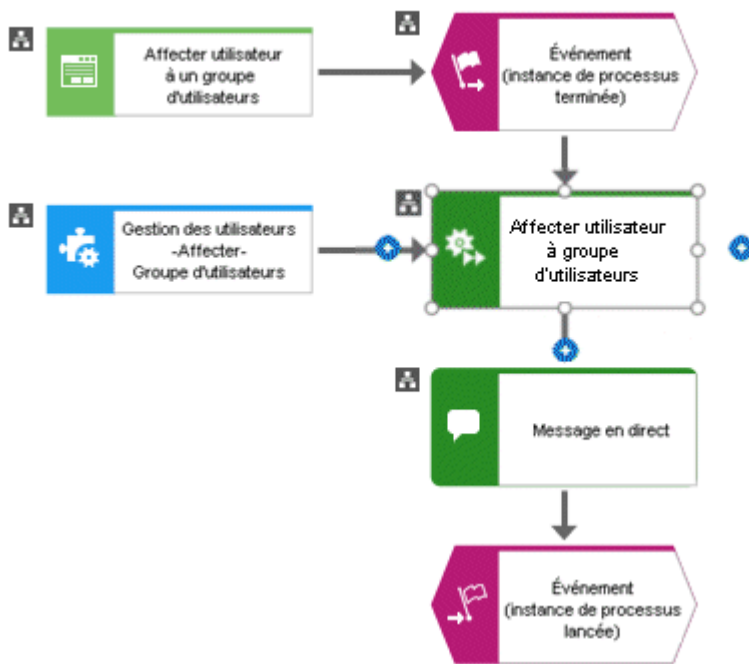 Affecter utilisateur
à un groupe
d'utilisateurs
Événement
(instance de processus
terminée)
Gestion des utilisateurs
-Affecter-
Groupe d'utilisateurs
Affecter utilisateur
à groupe
d'utilisateurs
Message en direct
Événement
(instance de processus
lancée)